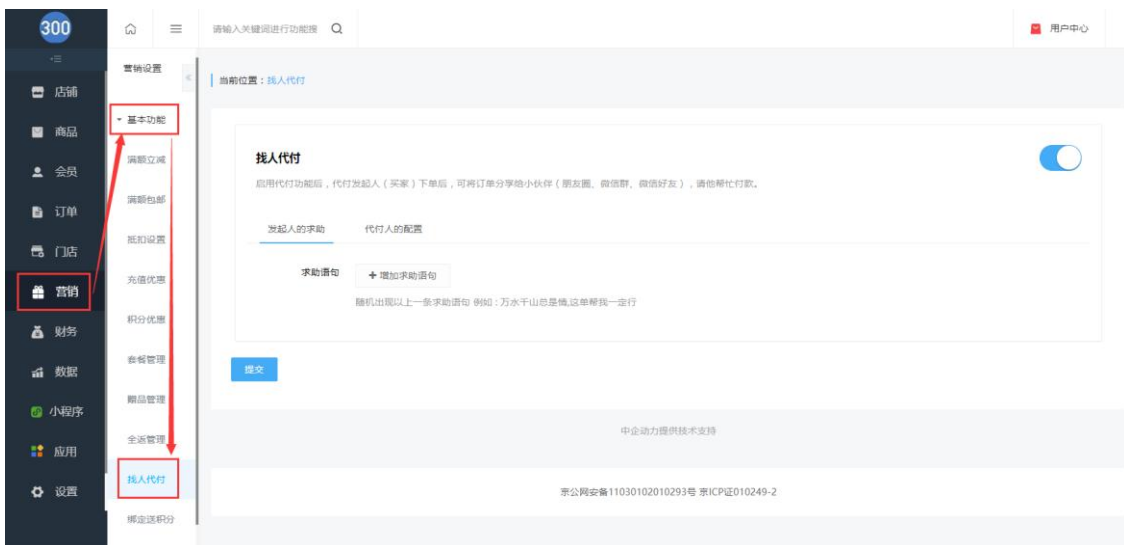 300
请输入关键词进行功能搜
用户中心
店铺
商品
会员
订单
门店
营销
财务
数据
小程序
应用
设置
营销设置
基本功能
满额立减
满额包邮
抵扣设置
充值优惠
积分优惠
套餐管理
赠品管理
全返管理
找人代付
绑定送积分
当前位置：找人代付
找人代付
启用代付功能后，代付发起人（买家）下单后，可将订单分享给小伙伴（朋友圈、微信群、微信好友），请他帮忙付款。
发起人的求助 代付人的配置
求助语句 +增加求助语句
随机出现以上一条求助语句 例如：万水千山总是情,这单帮我一定行
提交
中企动力提供技术支持
京公网安备11030102010293号 京ICP证010249-2